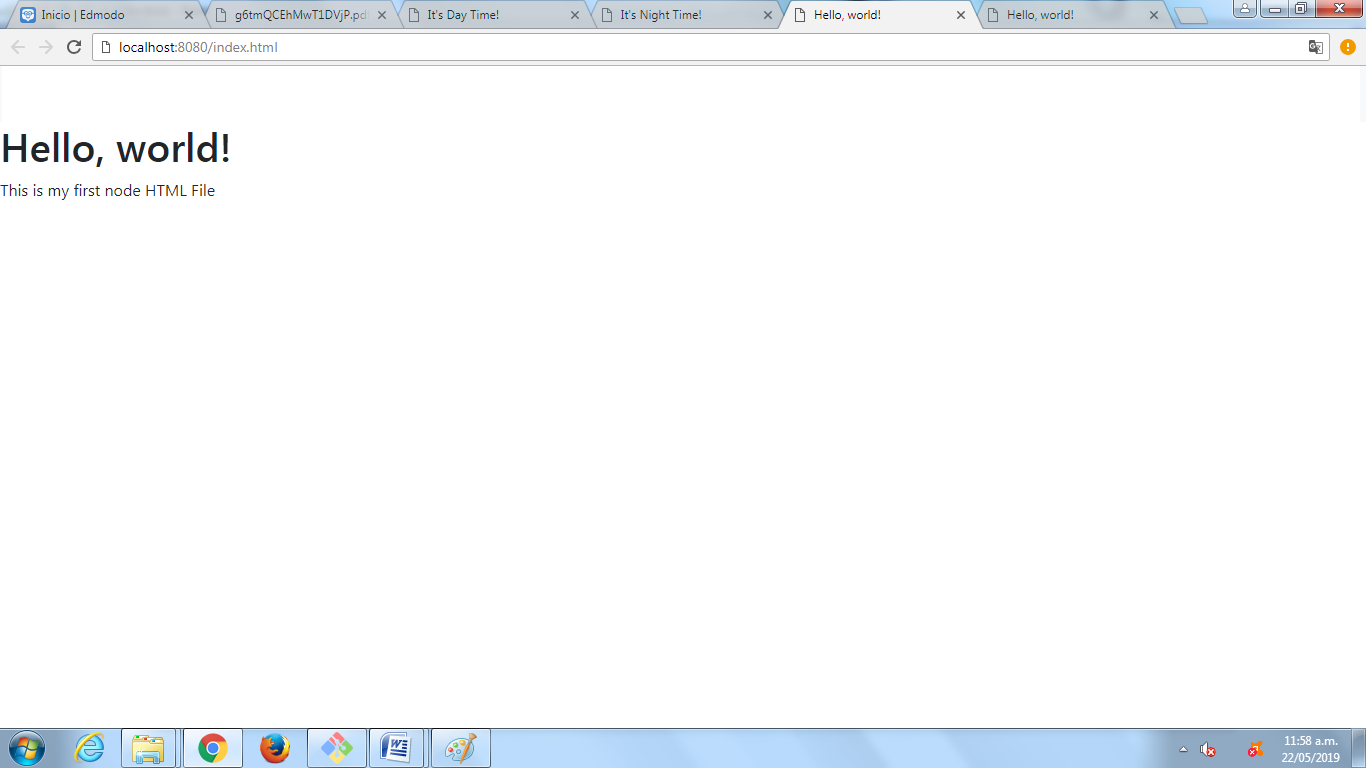 Inicio | Edmodo
g6tmQCEhMwT1DVjP.pd
It's Day Time!
It's Night Time!
Hello, world!
Hello, world!
localhost:8080/index.html
Hello, world!
This is my first node HTML File
11:58 a.m.
22/05/2019